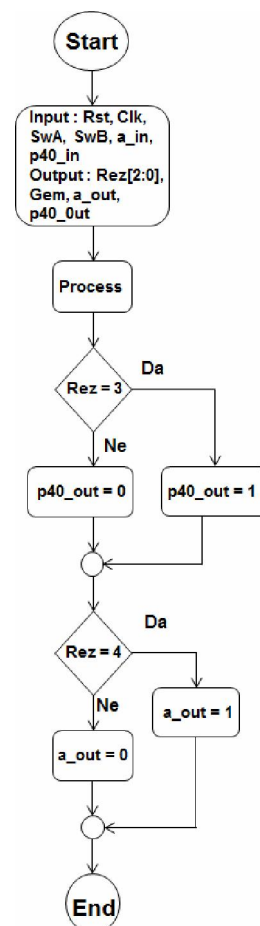 Start
Input : Rst, Clk,
SwA, SwB, a_in,
p40_in
Output : Rez[2:0],
Gem, a_out,
p40_0ut
Process
Da
Rez = 3
Ne
p40_out = 0
p40_out = 1
Da
Rez = 4
Ne
a_out = 1
a_out = 0
End